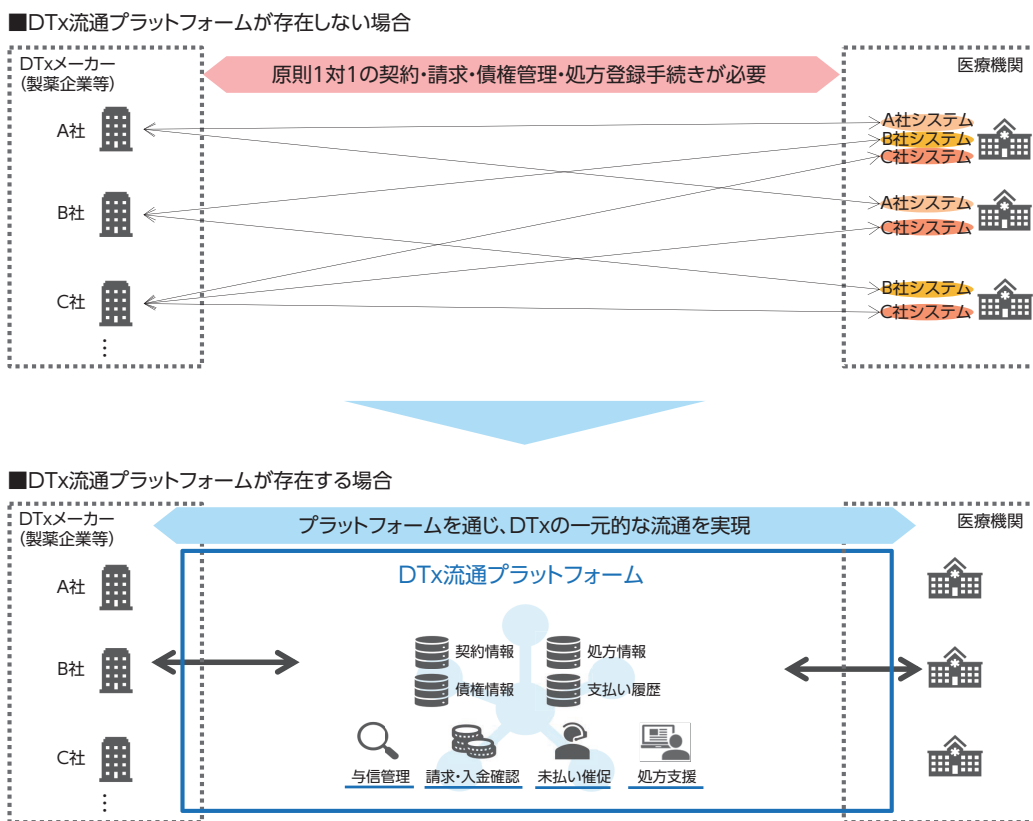 ■DTx流通プラットフォームが存在しない場合
DTxメーカー
（製薬企業等）
原則1対1の契約・請求・債権管理・処方登録手続きが必要
医療機関
A社
B社
C社
⋮
A社システム
B社システム
C社システム
A社システム
C社システム
B社システム
C社システム
■DTx流通プラットフォームが存在する場合
DTxメーカー
（製薬企業等）
プラットフォームを通じ、DTxの一元的な流通を実現
医療機関
A社
B社
C社
⋮
DTx流通プラットフォーム
契約情報
処方情報
債権情報
支払い履歴
与信管理
請求・入金確認
未払い催促
処方支援